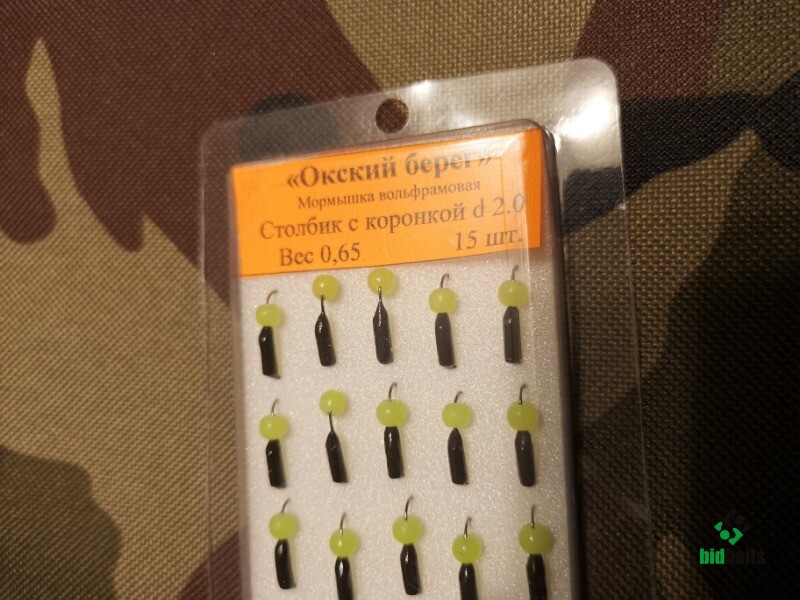 «Окский берег»
Мормышка вольфрамовая
Столбик с коронкой d 2.0
Вес 0,65 15 шт.
bidbaits